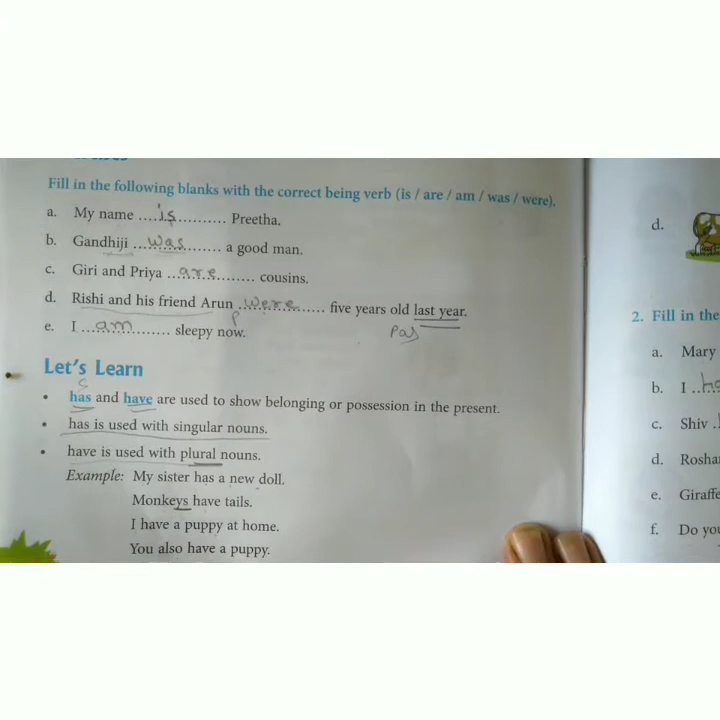 Fill in the following blanks with the correct being verb (is / are / am / was / were).
a. My name ....is.......... Preetha.
b. Gandhiji ...was........ a good man.
c. Giri and Priya ...are........ cousins.
d. Rishi and his friend Arun ...were...... five years old last year.
P
Pas
e. I ...am.......... sleepy now.
Let's Learn
S
• has and have are used to show belonging or possession in the present.
• has is used with singular nouns.
• have is used with plural nouns.
Example: My sister has a new doll.
Monkeys have tails.
I have a puppy at home.
You also have a puppy.
d.
2. Fill in the
a. Mary
b. I ..ha
c. Shiv .
d. Rosha
e. Giraffe
f. Do you